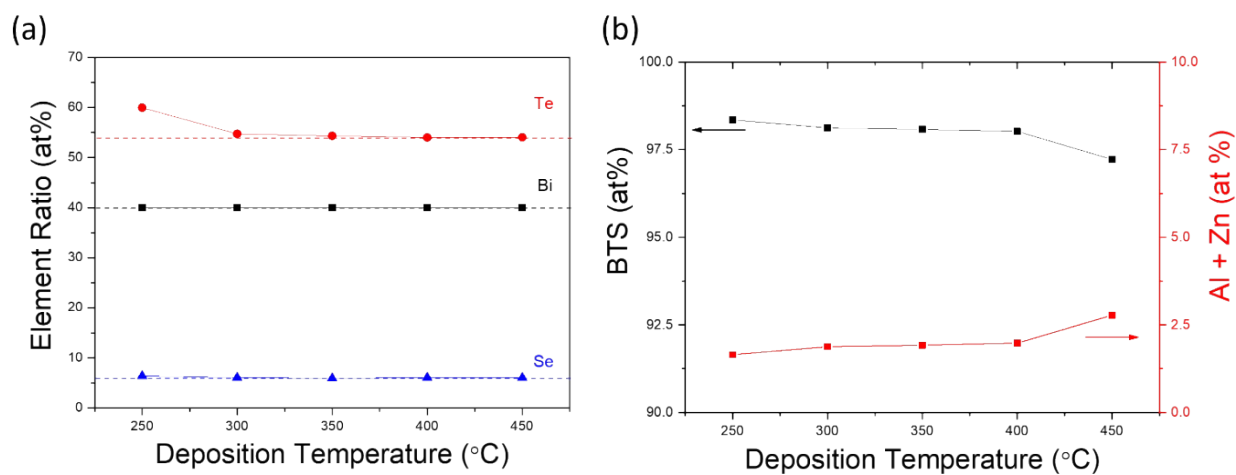 (a)
70
60
50
40
30
20
10
0
Element Ratio (at%)
Te
Bi
Se
250 300 350 400 450
Deposition Temperature (°C)
(b)
100.0
97.5
95.0
92.5
90.0
BTS (at%)
10.0
7.5
5.0
2.5
0.0
Al + Zn (at %)
250 300 350 400 450
Deposition Temperature (°C)